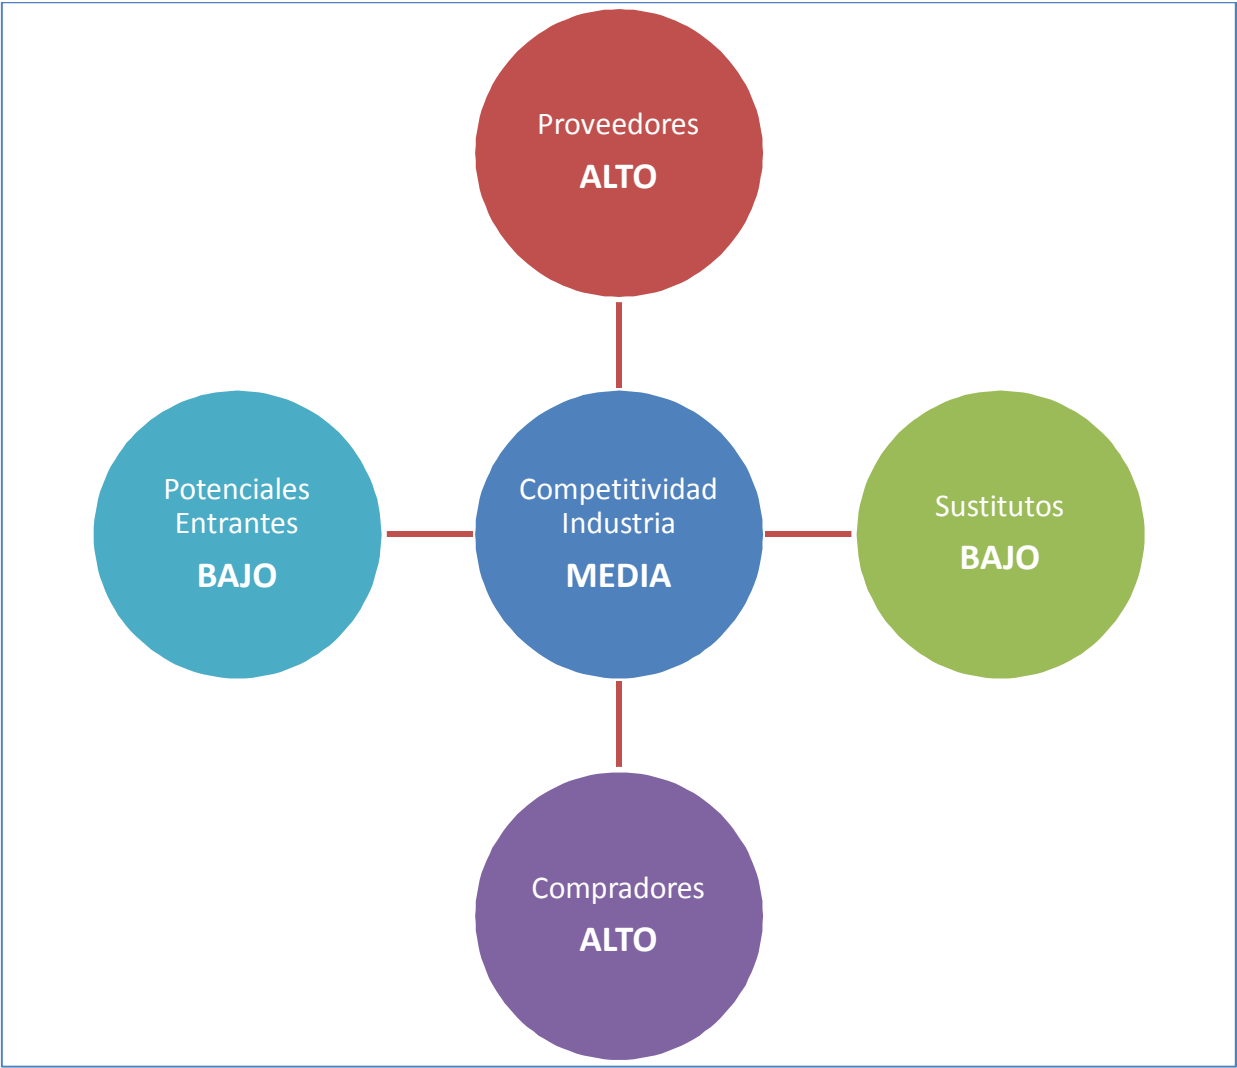 Proveedores
ALTO
Potenciales
Entrantes
BAJO
Competitividad
Industria
MEDIA
Sustitutos
BAJO
Compradores
ALTO